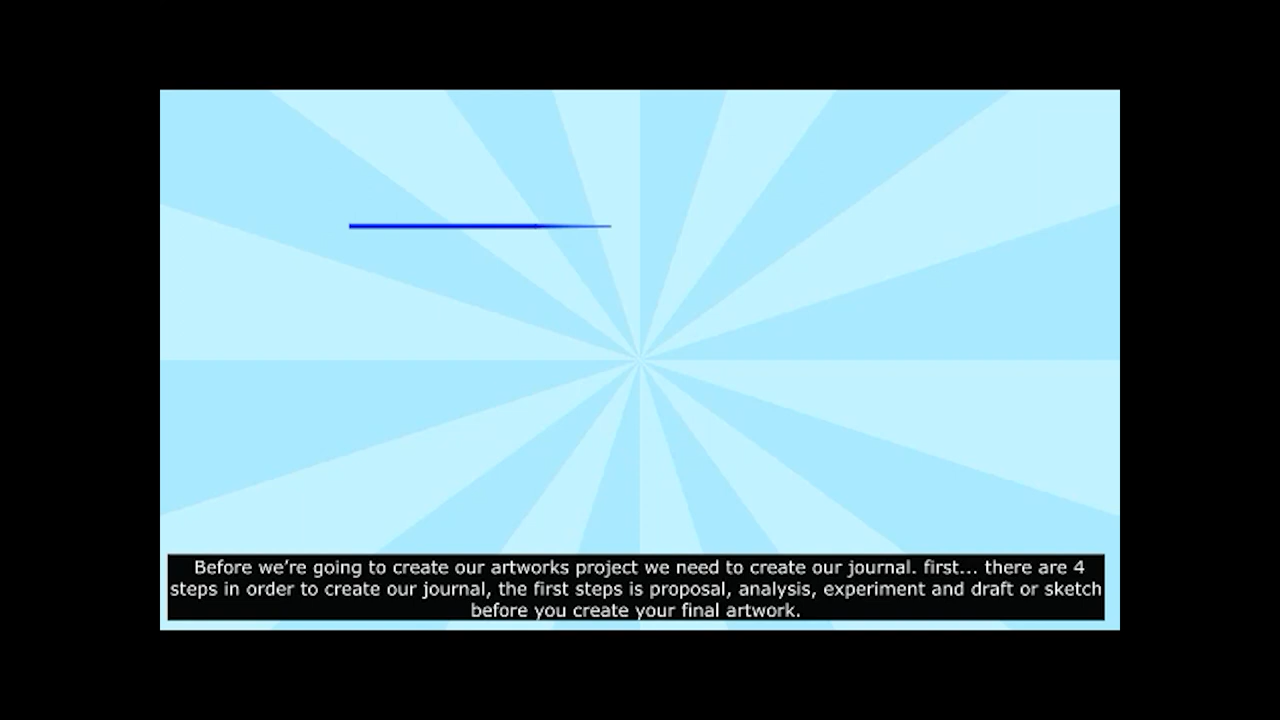 Before we’re going to create our artworks project we need to create our journal. first... there are 4
steps in order to create our journal, the first steps is proposal, analysis, experiment and draft or sketch
before you create your final artwork.